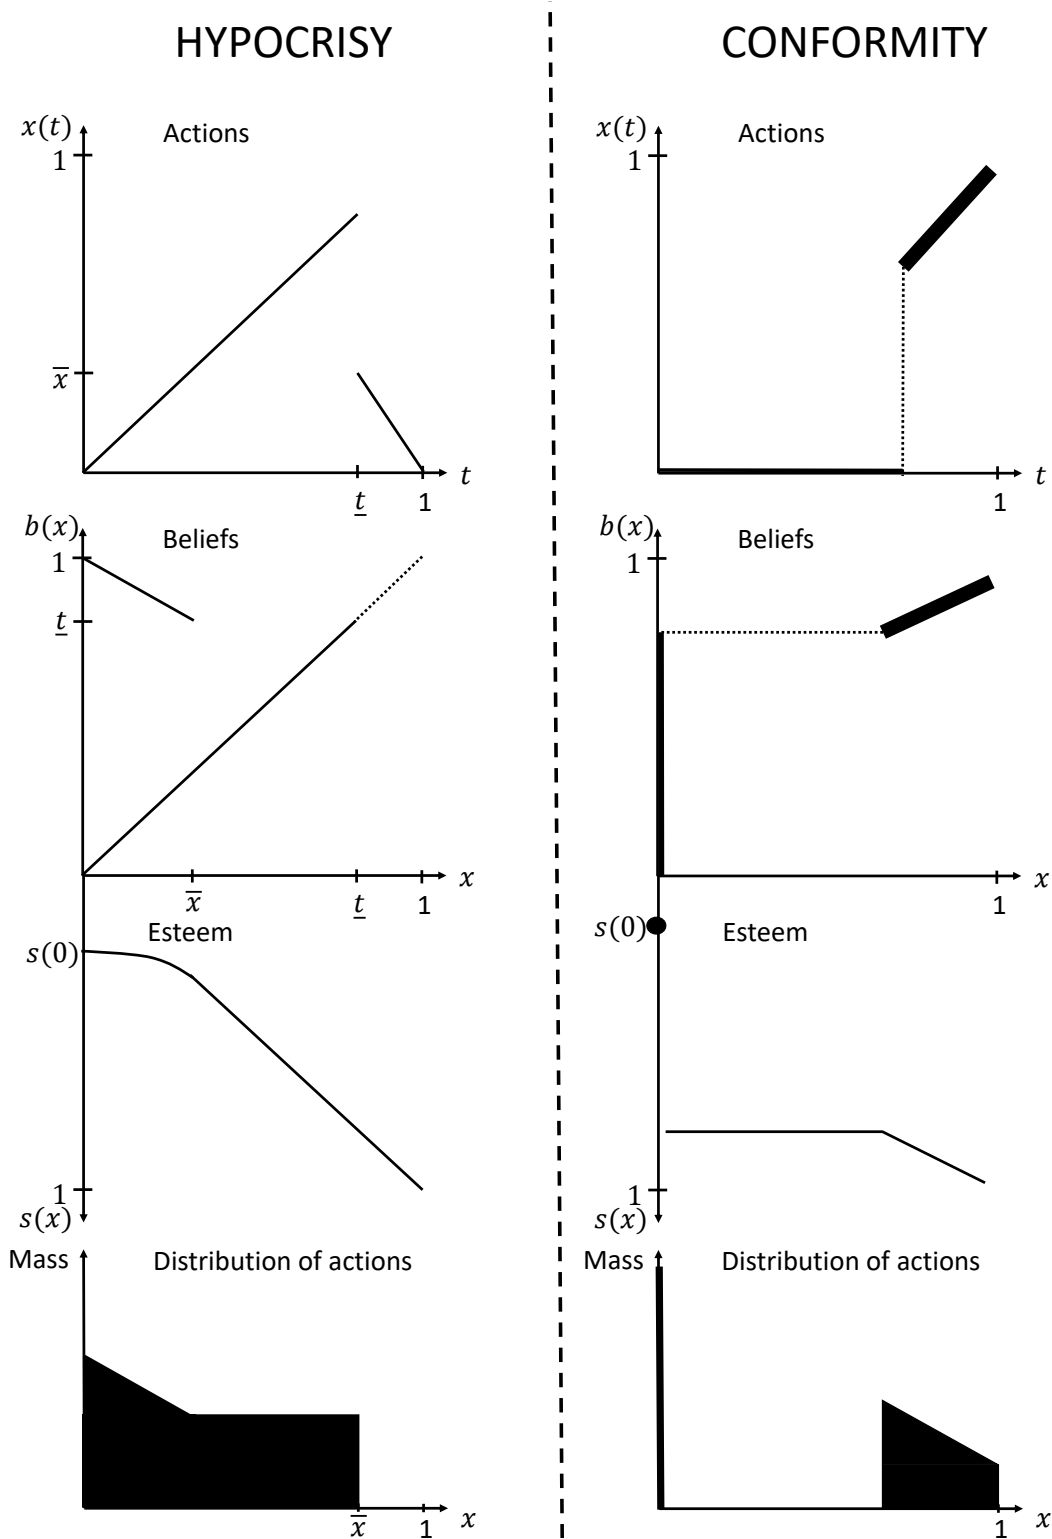 HYPOCRISY
x(t)
Actions
1
x̅
t
t̲
1
b(x)
Beliefs
1
t̲
x
x̅
t̲
1
Esteem
s(0)
1
s(x)
Mass
Distribution of actions
x̅
1
x
CONFORMITY
x(t)
Actions
1
t
1
b(x)
Beliefs
1
x
1
s(0)
Esteem
1
s(x)
Mass
Distribution of actions
1
x